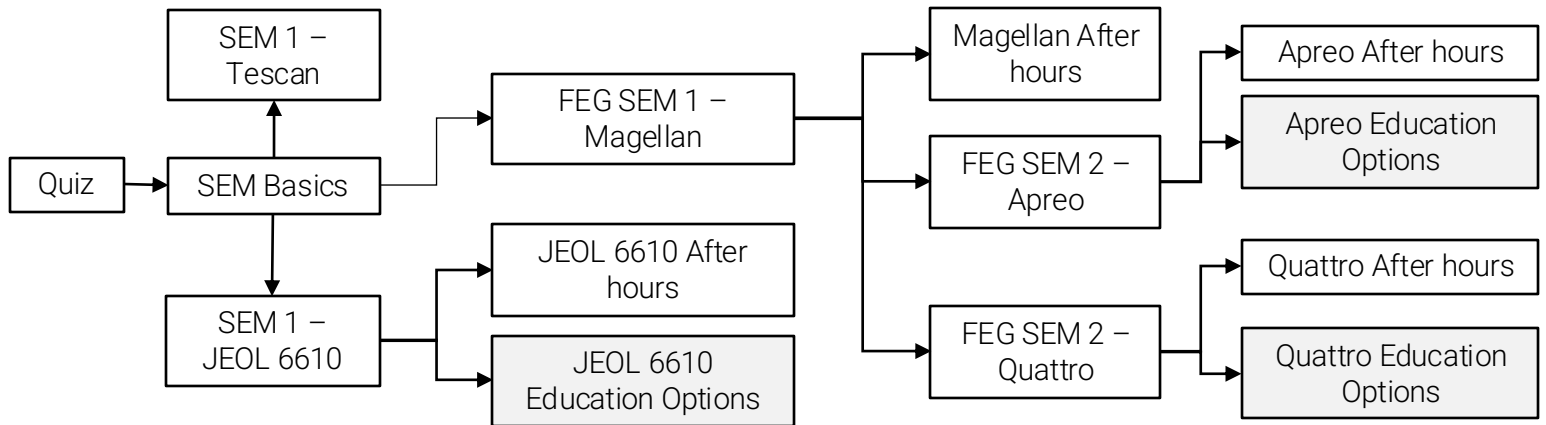 SEM 1 –
Tescan
Quiz
SEM Basics
SEM 1 –
JEOL 6610
FEG SEM 1 –
Magellan
JEOL 6610 After
hours
JEOL 6610
Education Options
Magellan After
hours
FEG SEM 2 –
Apreo
FEG SEM 2 –
Quattro
Apreo After hours
Apreo Education
Options
Quattro After hours
Quattro Education
Options